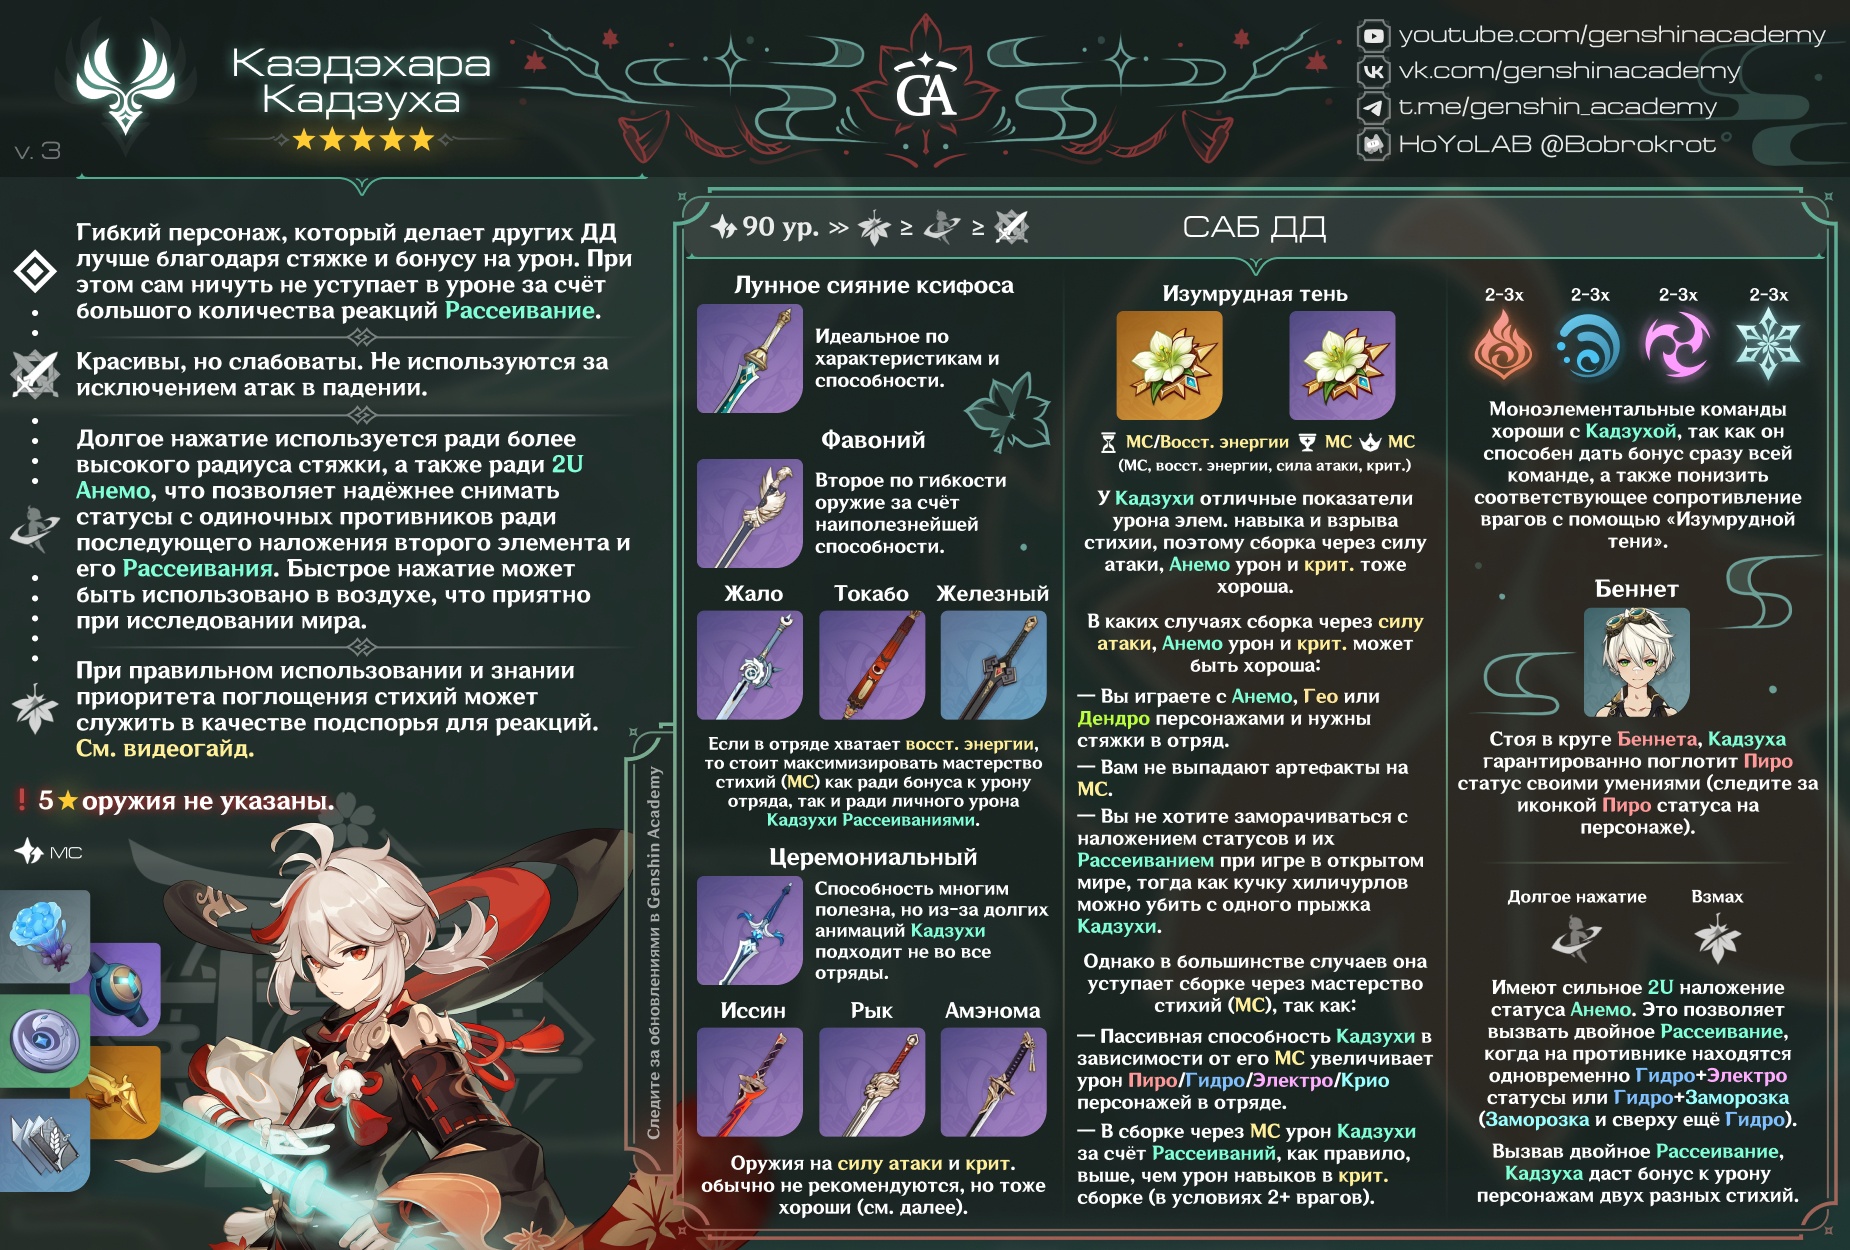 Каэдэхара
Кадзуха
v. 3
GA
youtube.com/genshinacademy
vk.com/genshinacademy
t.me/genshin_academy
HoYoLAB @Bobrokrot
Гибкий персонаж, который делает других ДД
лучше благодаря стяжке и бонусу на урон. При
этом сам ничуть не уступает в уроне за счёт
большого количества реакций Рассеивание.
Красивы, но слабоваты. Не используются за
исключением атак в падении.
Долгое нажатие используется ради более
высокого радиуса стяжки, а также ради 2U
Анемо, что позволяет надёжнее снимать
статусы с одиночных противников ради
последующего наложения второго элемента и
его Рассеивания. Быстрое нажатие может
быть использовано в воздухе, что приятно
при исследовании мира.
При правильном использовании и знании
приоритета поглощения стихий может
служить в качестве подспорья для реакций.
См. видеогайд.
! 5★ оружия не указаны.
МС
Следите за обновлениями в Genshin Academy
90 ур. >> ≥ ≥
САБ ДД
Лунное сияние ксифоса
Идеальное по
характеристикам и
способности.
Фавоний
Второе по гибкости
оружие за счёт
наиполезнейшей
способности.
Жало Токабо Железный
Если в отряде хватает восст. энергии,
то стоит максимизировать мастерство
стихий (МС) как ради бонуса к урону
отряда, так и ради личного урона
Кадзухи Рассеиваниями.
Церемониальный
Способность многим
полезна, но из-за долгих
анимаций Кадзухи
подходит не во все
отряды.
Иссин Рык Амэнома
Оружия на силу атаки и крит.
обычно не рекомендуются, но тоже
хороши (см. далее).
Изумрудная тень
МС/Восст. энергии МС МС
(МС, восст. энергии, сила атаки, крит.)
У Кадзухи отличные показатели
урона элем. навыка и взрыва
стихии, поэтому сборка через силу
атаки, Анемо урон и крит. тоже
хороша.
В каких случаях сборка через силу
атаки, Анемо урон и крит. может
быть хороша:
— Вы играете с Анемо, Гео или
Дендро персонажами и нужны
стяжки в отряд.
— Вам не выпадают артефакты на
МС.
— Вы не хотите заморачиваться с
наложением статусов и их
Рассеиванием при игре в открытом
мире, тогда как кучку хиличурлов
можно убить с одного прыжка
Кадзухи.
Однако в большинстве случаев она
уступает сборке через мастерство
стихий (МС), так как:
— Пассивная способность Кадзухи в
зависимости от его МС увеличивает
урон Пиро/Гидро/Электро/Крио
персонажей в отряде.
— В сборке через МС урон Кадзухи
за счёт Рассеиваний, как правило,
выше, чем урон навыков в крит.
сборке (в условиях 2+ врагов).
2-3x 2-3x 2-3x 2-3x
Моноэлементальные команды
хороши с Кадзухой, так как он
способен дать бонус сразу всей
команде, а также понизить
соответствующее сопротивление
врагов с помощью «Изумрудной
тени».
Беннет
Стоя в круге Беннета, Кадзуха
гарантированно поглотит Пиро
статус своими умениями (следите за
иконкой Пиро статуса на
персонаже).
Долгое нажатие Взмах
Имеют сильное 2U наложение
статуса Анемо. Это позволяет
вызвать двойное Рассеивание,
когда на противнике находятся
одновременно Гидро+Электро
статусы или Гидро+Заморозка
(Заморозка и сверху ещё Гидро).
Вызвав двойное Рассеивание,
Кадзуха даст бонус к урону
персонажам двух разных стихий.